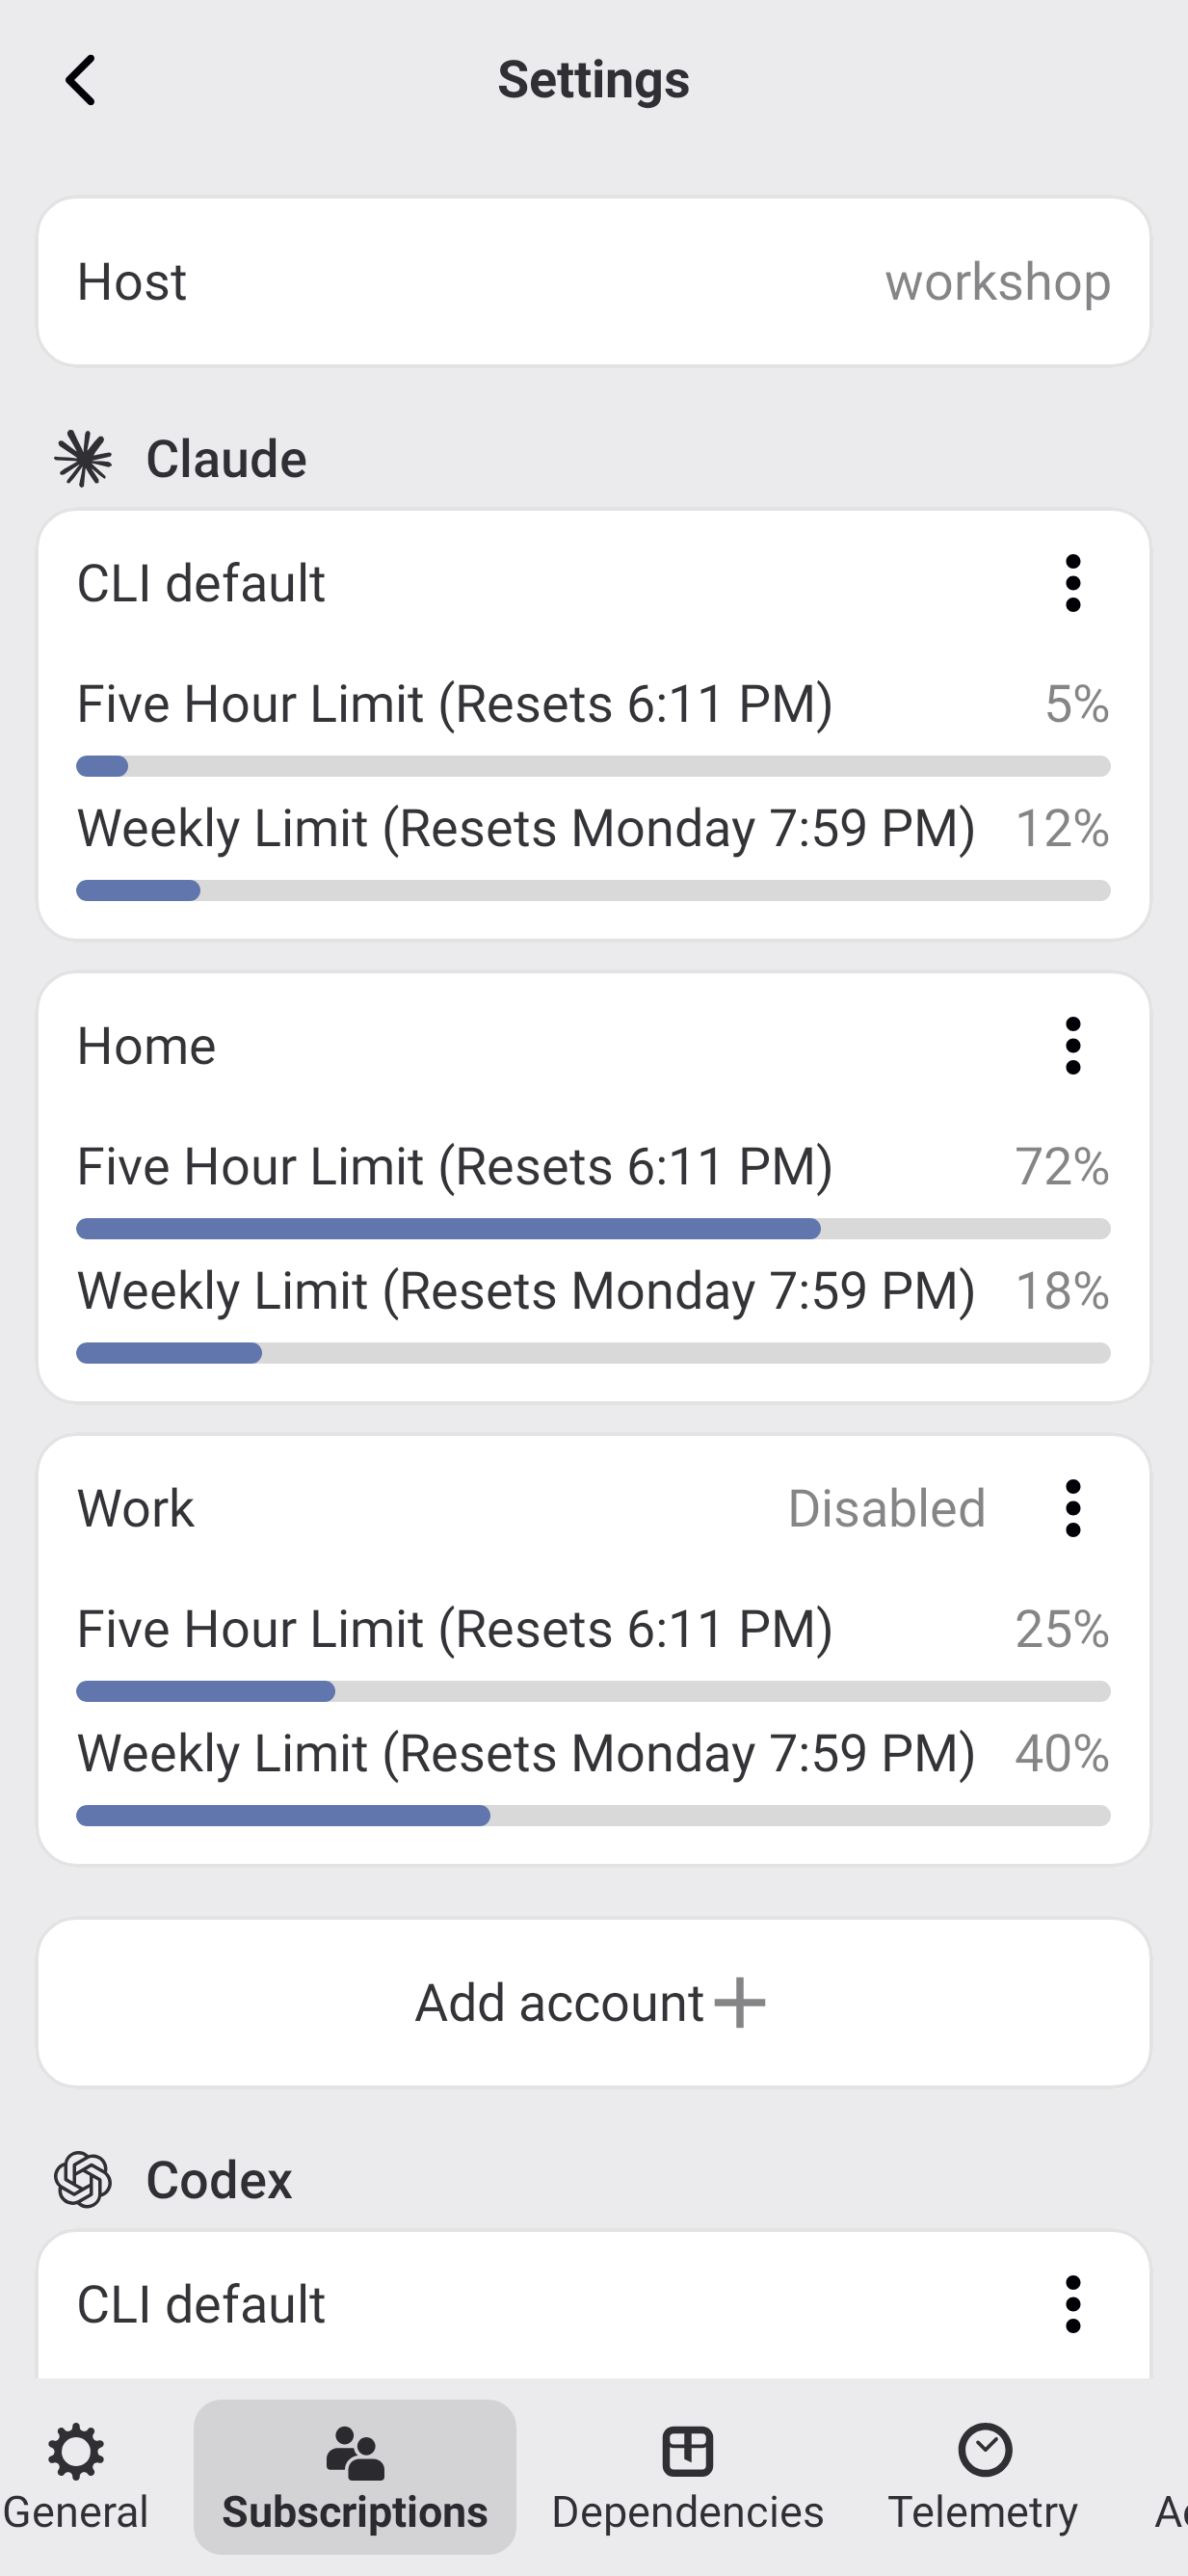 Settings
Host workshop
Claude
CLI default
Five Hour Limit (Resets 6:11 PM) 5%
Weekly Limit (Resets Monday 7:59 PM) 12%
Home
Five Hour Limit (Resets 6:11 PM) 72%
Weekly Limit (Resets Monday 7:59 PM) 18%
Work Disabled
Five Hour Limit (Resets 6:11 PM) 25%
Weekly Limit (Resets Monday 7:59 PM) 40%
Add account
Codex
CLI default
General Subscriptions Dependencies Telemetry